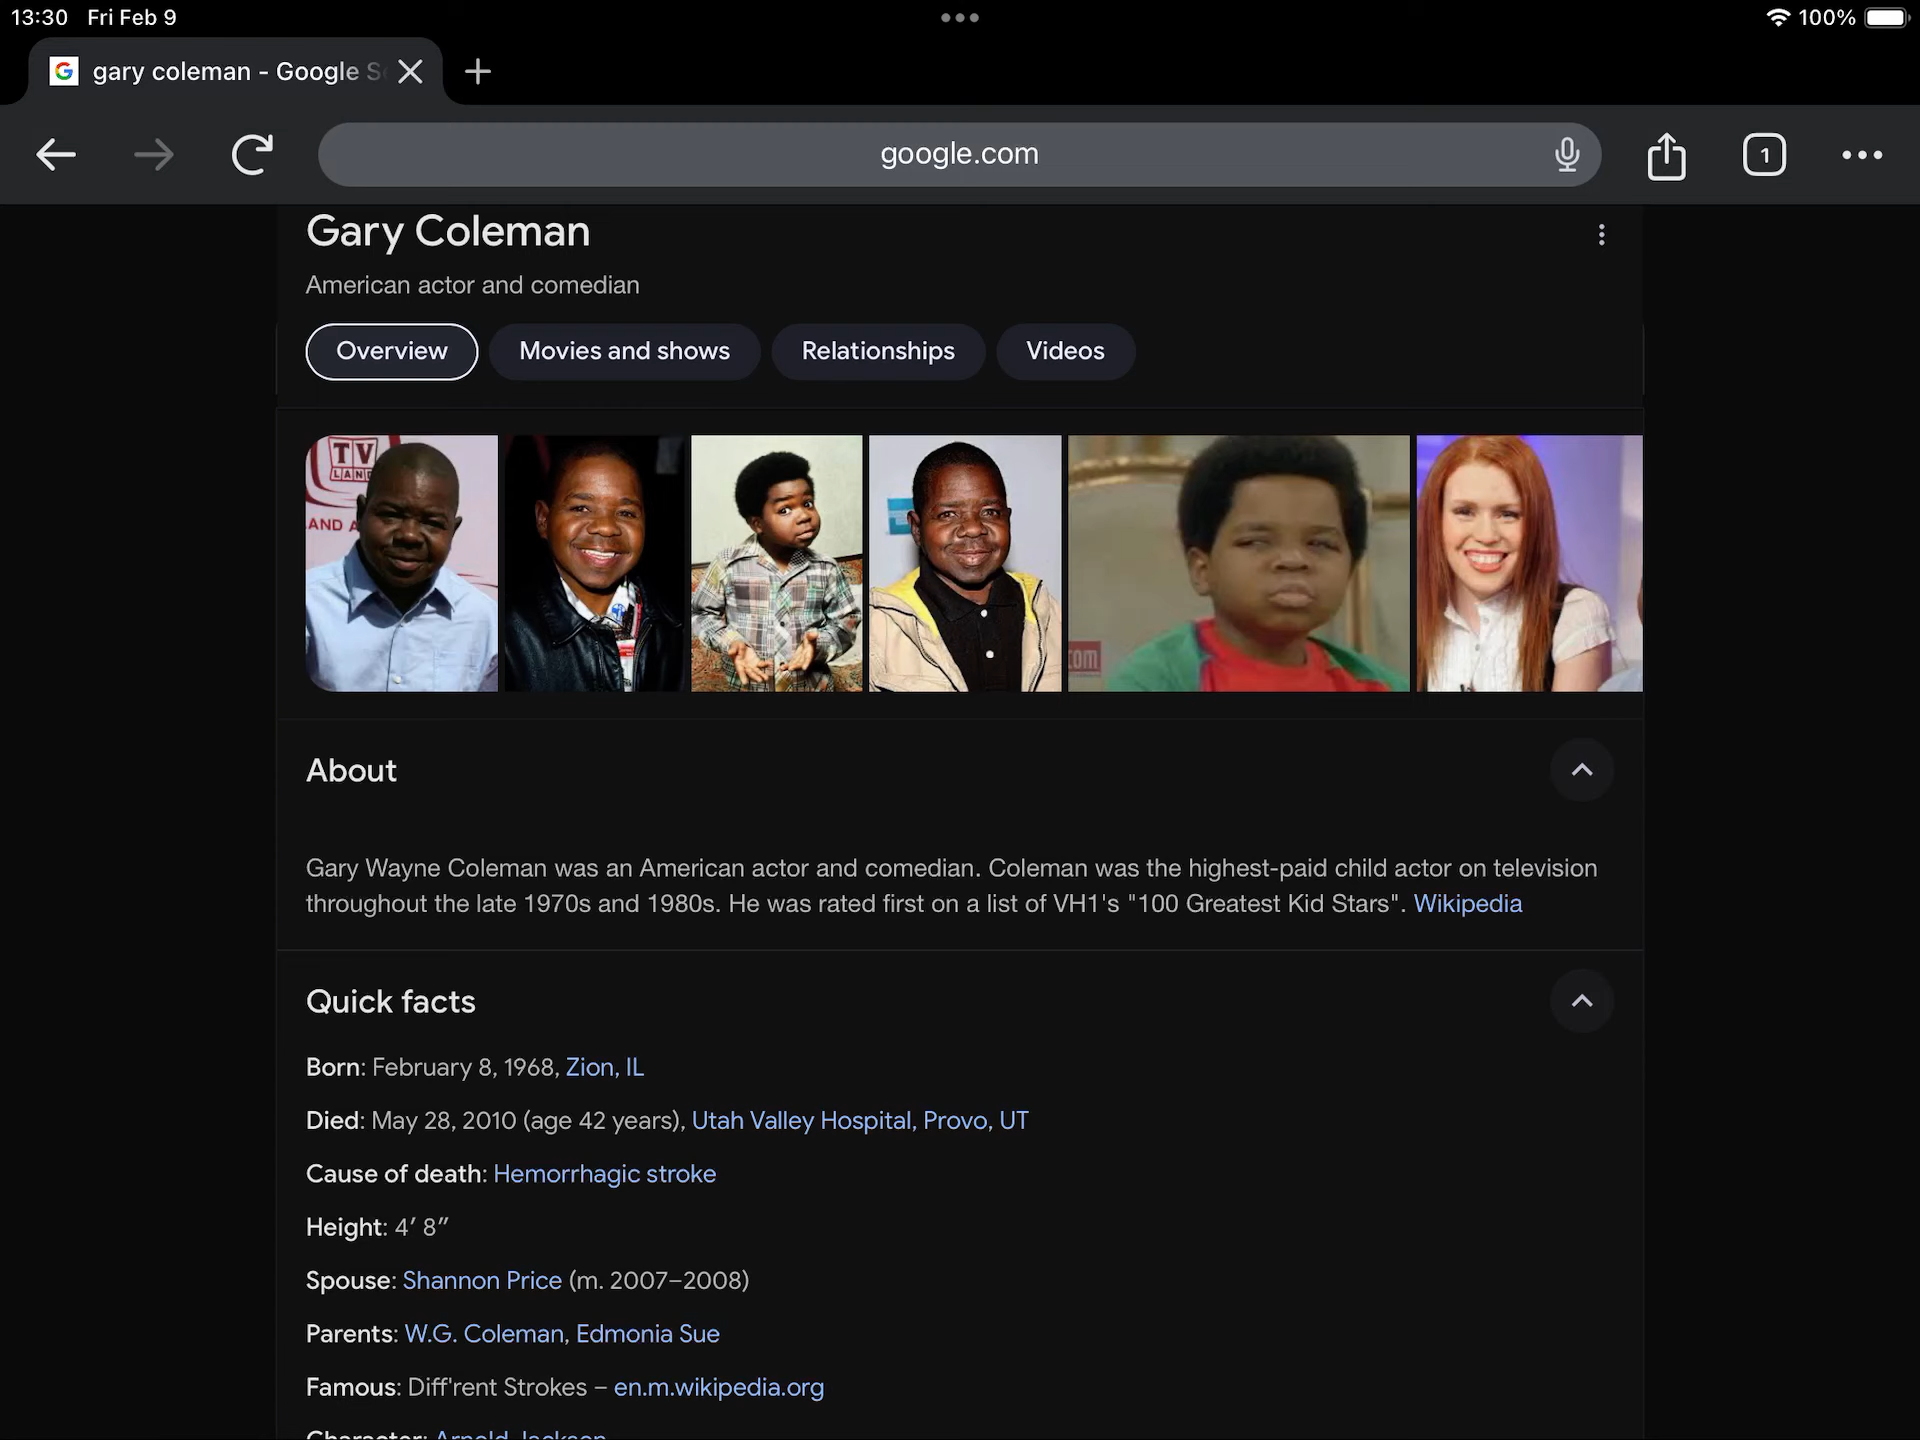 13:30 Fri Feb 9
100%
gary coleman - Google Se
google.com
1
Gary Coleman
American actor and comedian
Overview
Movies and shows
Relationships
Videos
TV
LAND
AND A
com
About
Gary Wayne Coleman was an American actor and comedian. Coleman was the highest-paid child actor on television
throughout the late 1970s and 1980s. He was rated first on a list of VH1's "100 Greatest Kid Stars". Wikipedia
Quick facts
Born: February 8, 1968, Zion, IL
Died: May 28, 2010 (age 42 years), Utah Valley Hospital, Provo, UT
Cause of death: Hemorrhagic stroke
Height: 4′ 8″
Spouse: Shannon Price (m. 2007–2008)
Parents: W.G. Coleman, Edmonia Sue
Famous: Diff'rent Strokes – en.m.wikipedia.org
Character: Arnold Jackson